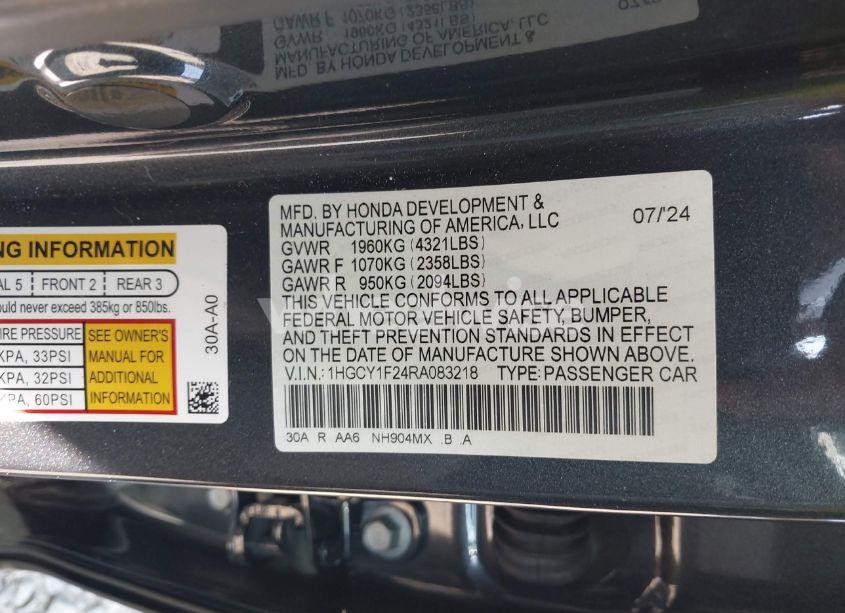 NG INFORMATION
AL 5 FRONT 2 REAR 3
ould never exceed 385kg or 850lbs.
IRE PRESSURE
KPA, 33PSI
KPA, 32PSI
KPA, 60PSI
SEE OWNER'S
MANUAL FOR
ADDITIONAL
INFORMATION
30A-A0
MFD. BY HONDA DEVELOPMENT &
MANUFACTURING OF AMERICA, LLC 07/'24
GVWR 1960KG (4321LBS)
GAWR F 1070KG (2358LBS)
GAWR R 950KG (2094LBS)
THIS VEHICLE CONFORMS TO ALL APPLICABLE
FEDERAL MOTOR VEHICLE SAFETY, BUMPER,
AND THEFT PREVENTION STANDARDS IN EFFECT
ON THE DATE OF MANUFACTURE SHOWN ABOVE.
V.I.N.: 1HGCY1F24RA083218 TYPE: PASSENGER CAR
30A R AA6 NH904MX .B .A